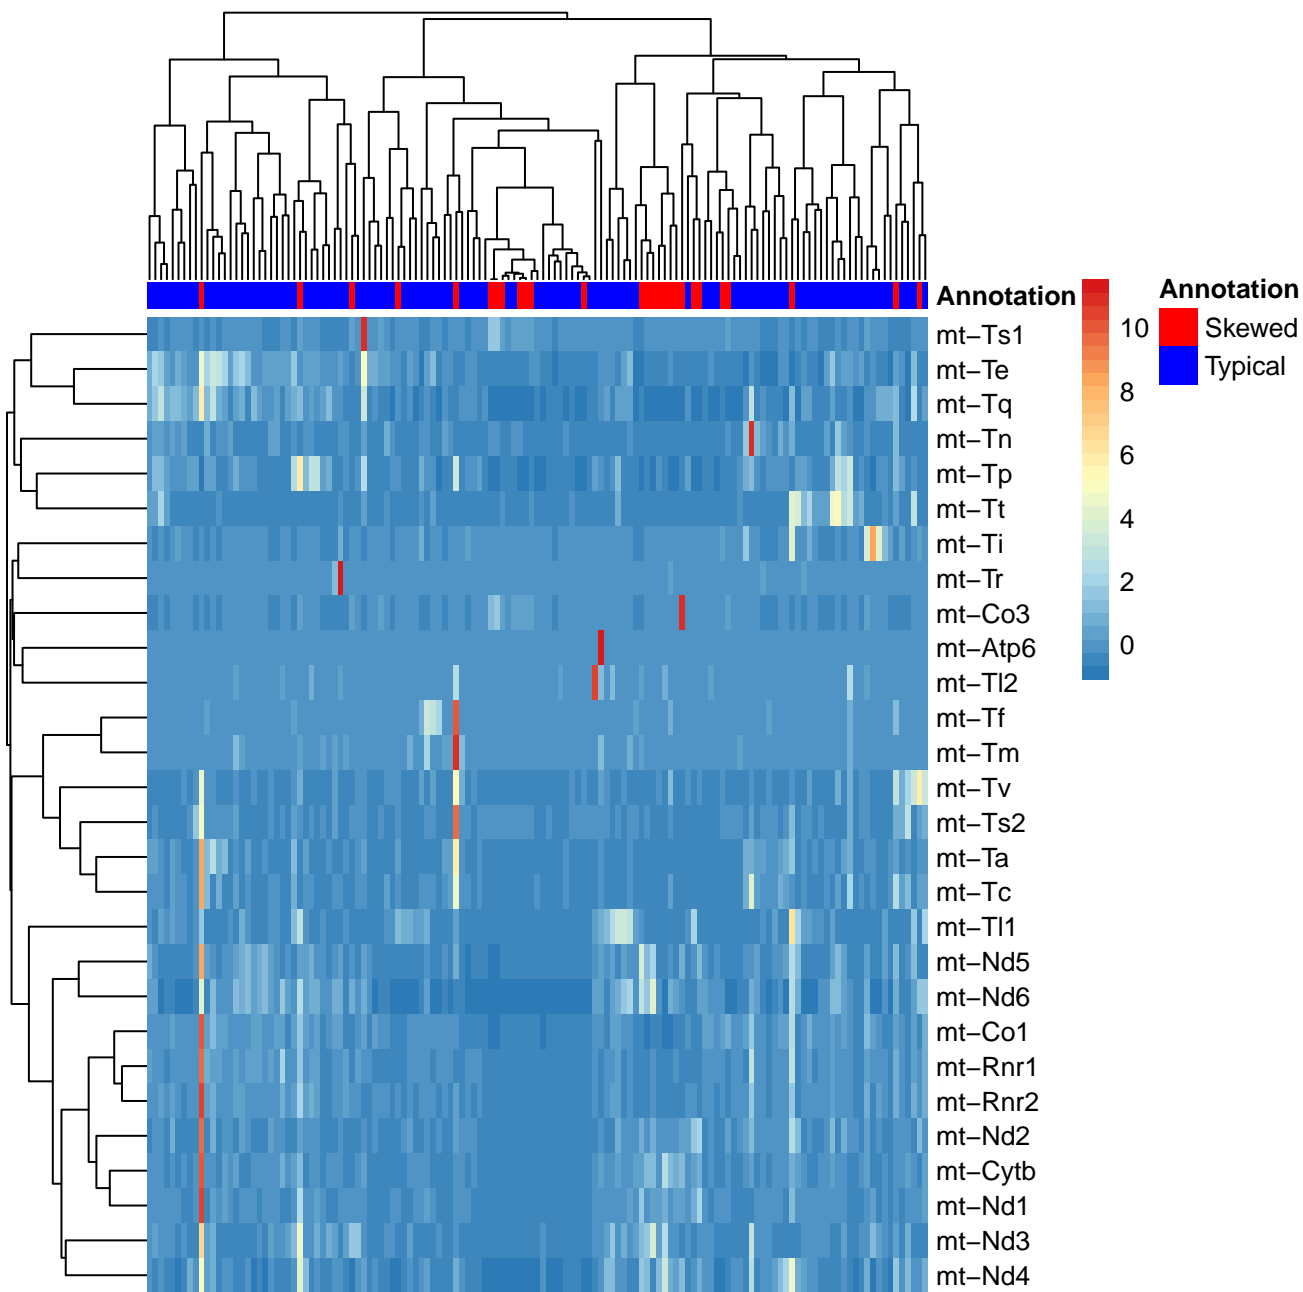 Annotation
Annotation
Skewed
Typical
10
8
6
4
2
0
mt−Ts1
mt−Te
mt−Tq
mt−Tn
mt−Tp
mt−Tt
mt−Ti
mt−Tr
mt−Co3
mt−Atp6
mt−Tl2
mt−Tf
mt−Tm
mt−Tv
mt−Ts2
mt−Ta
mt−Tc
mt−Tl1
mt−Nd5
mt−Nd6
mt−Co1
mt−Rnr1
mt−Rnr2
mt−Nd2
mt−Cytb
mt−Nd1
mt−Nd3
mt−Nd4